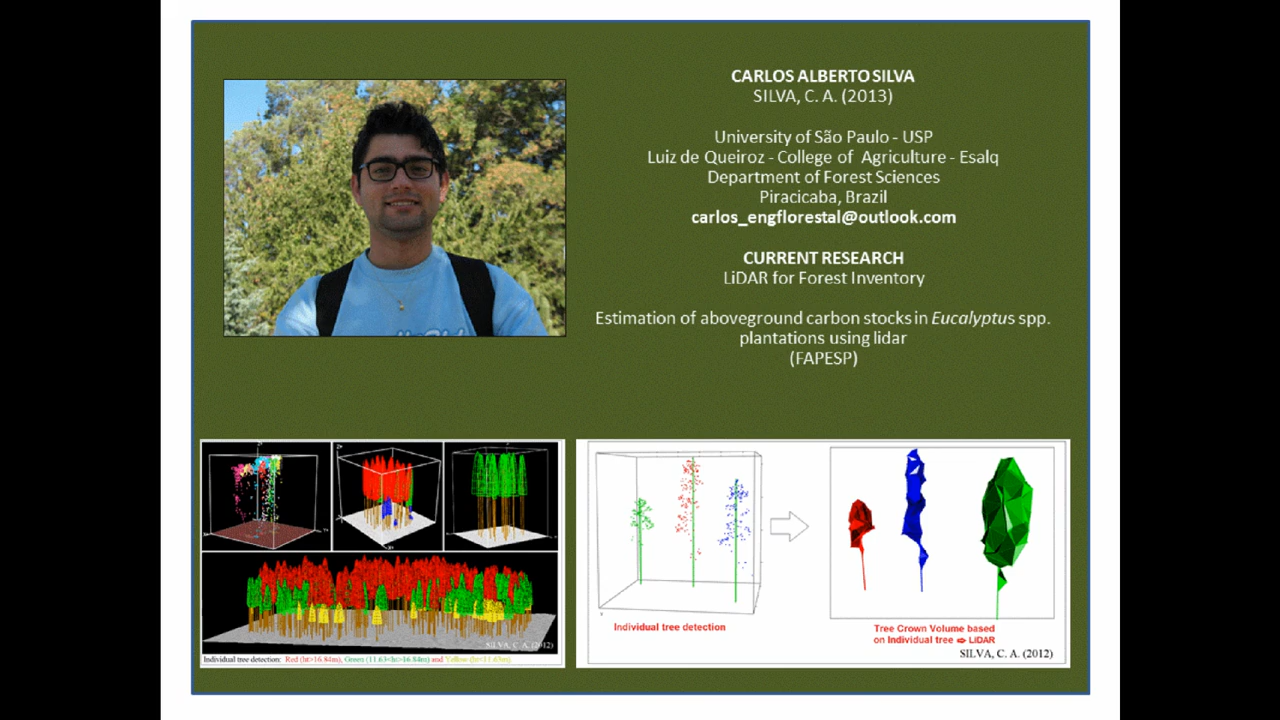 CARLOS ALBERTO SILVA
SILVA, C. A. (2013)
University of São Paulo - USP
Luiz de Queiroz - College of Agriculture - Esalq
Department of Forest Sciences
Piracicaba, Brazil
carlos_engflorestal@outlook.com
CURRENT RESEARCH
LiDAR for Forest Inventory
Estimation of aboveground carbon stocks in Eucalyptus spp.
plantations using lidar
(FAPESP)
SILVA, C. A. (2012)
Individual tree detection: Red (ht>16.84m), Green (11.63<ht>16.84m) and Yellow (ht<11.63m).
Individual tree detection
Tree Crown Volume based
on Individual tree ⇨ LiDAR
SILVA, C. A. (2012)